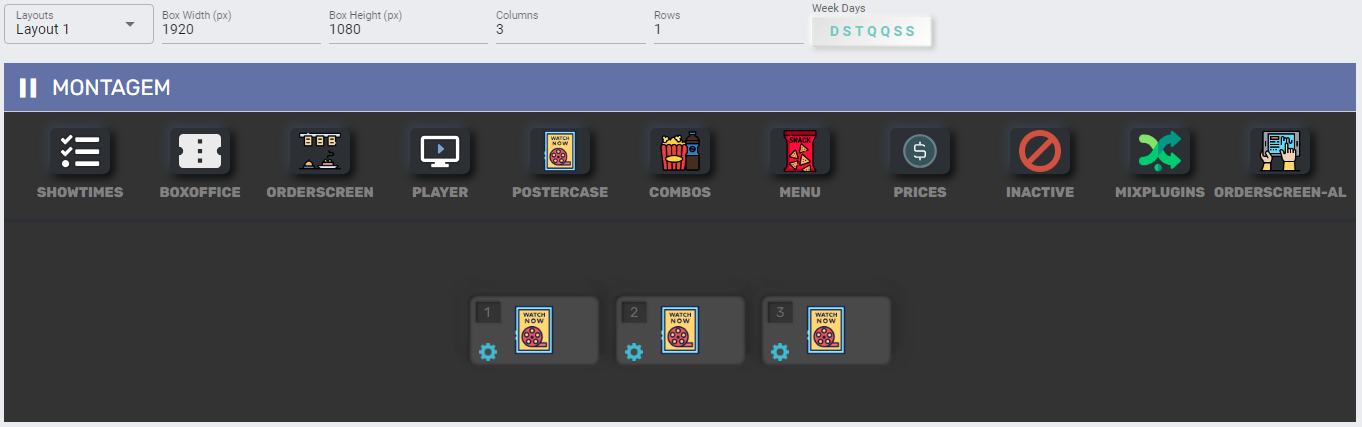 Layouts
Layout 1
Box Width (px)
1920
Box Height (px)
1080
Columns
3
Rows
1
Week Days
D S T Q Q S S
MONTAGEM
SHOWTIMES
BOXOFFICE
ORDERSCREEN
WATCH
NOW
SNACK
$
PLAYER
POSTERCASE
COMBOS
MENU
PRICES
INACTIVE
MIXPLUGINS
ORDERSCREEN-AL
1
WATCH
NOW
2
WATCH
NOW
3
WATCH
NOW